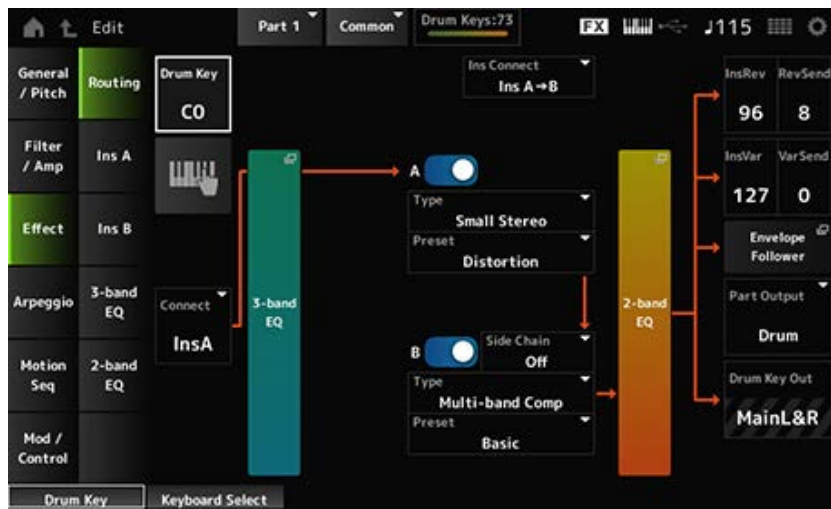 Edit
Part 1
Common
Drum Keys:73
FX
♩115
General / Pitch
Routing
Drum Key
C0
Ins Connect
Ins A→B
InsRev
RevSend
96
8
Filter / Amp
Ins A
A
InsVar
VarSend
127
0
Type
Small Stereo
Effect
Ins B
Preset
Distortion
Envelope Follower
Arpeggio
3-band EQ
Connect
InsA
3-band EQ
2-band EQ
Part Output
Drum
B
Side Chain
Off
Motion Seq
2-band EQ
Type
Multi-band Comp
Drum Key Out
MainL&R
Preset
Basic
Mod / Control
Drum Key
Keyboard Select